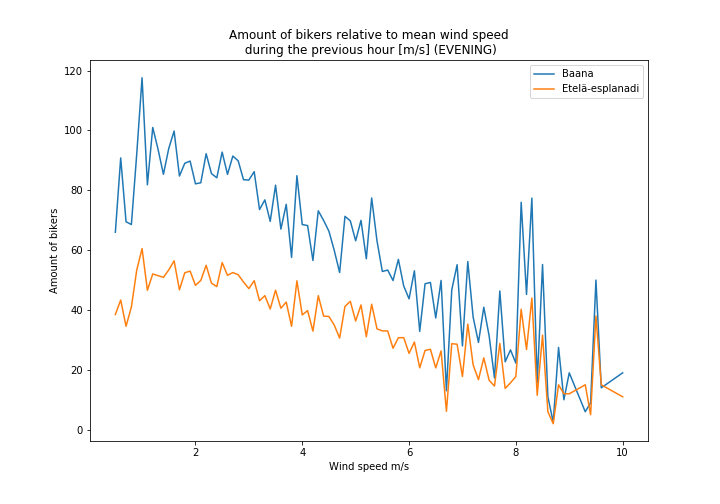 Amount of bikers relative to mean wind speed
during the previous hour [m/s] (EVENING)
Baana
Etelä-esplanadi
Amount of bikers
120
100
80
60
40
20
0
2
4
6
8
10
Wind speed m/s